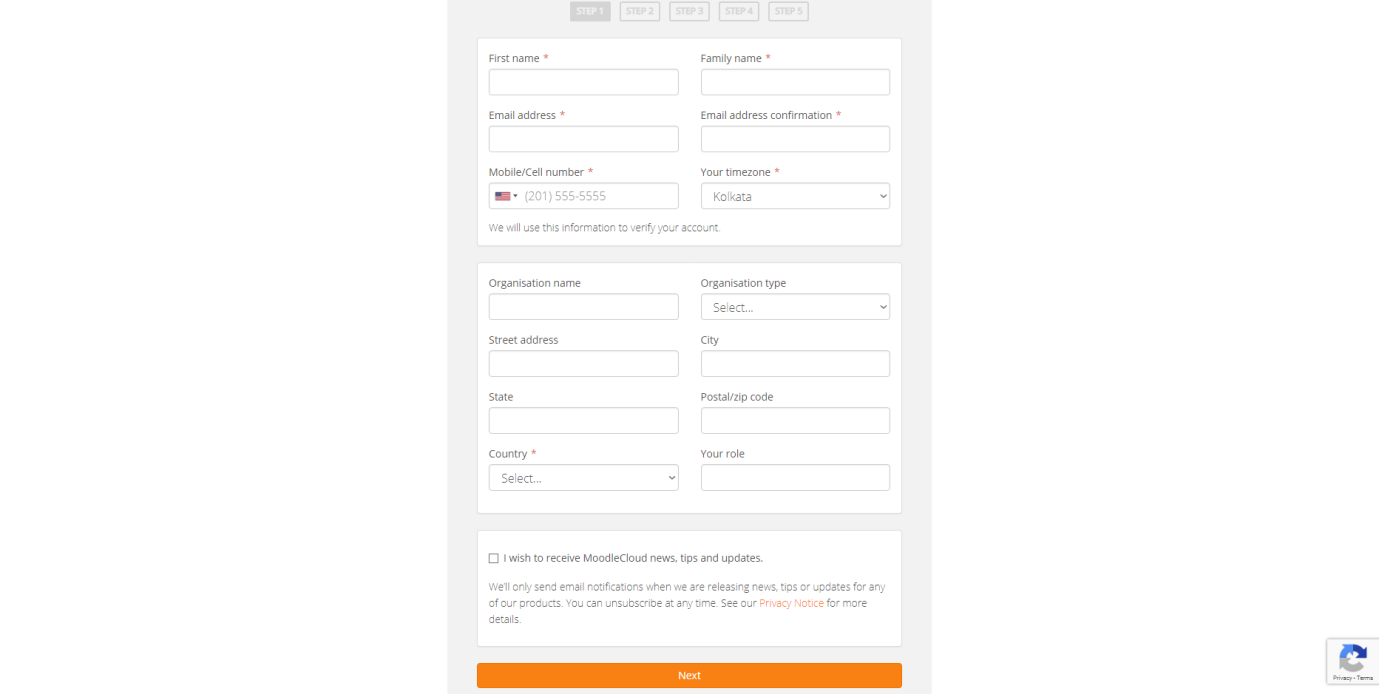 STEP 1 STEP 2 STEP 3 STEP 4 STEP 5
First name * Family name *
Email address * Email address confirmation *
Mobile/Cell number * Your timezone *
(201) 555-5555 Kolkata
We will use this information to verify your account.
Organisation name Organisation type
Select...
Street address City
State Postal/zip code
Country * Your role
Select...
I wish to receive MoodleCloud news, tips and updates.
We'll only send email notifications when we are releasing news, tips or updates for any
of our products. You can unsubscribe at any time. See our Privacy Notice for more
details.
Next
Privacy - Terms